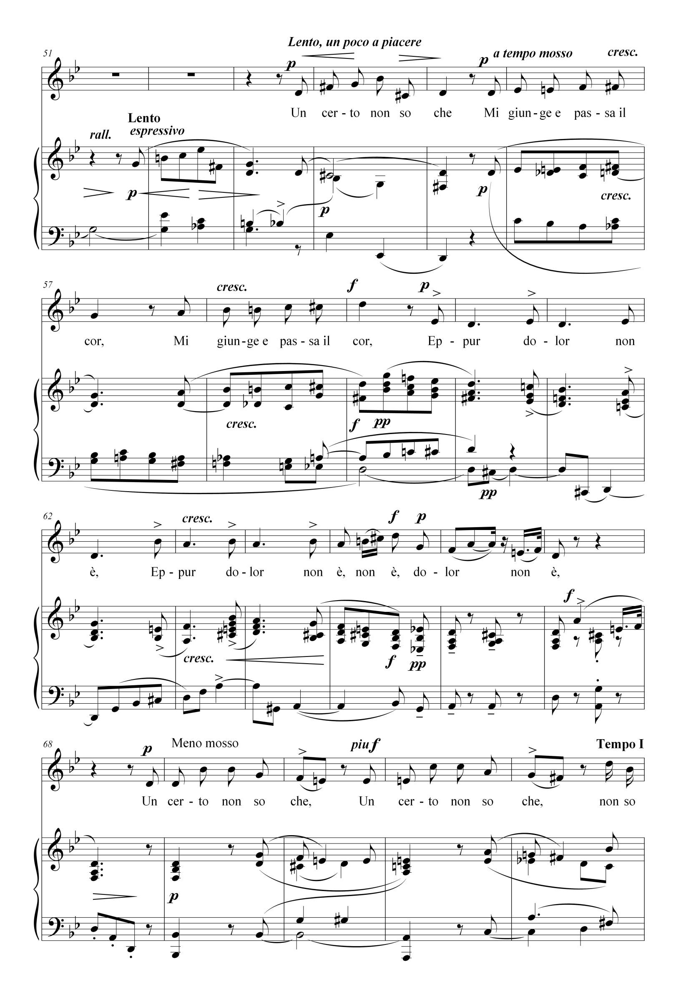 Lento, un poco a piacere
51
p
p a tempo mosso cresc.
Un cer - to non so che Mi giun - ge e pas - sa il
Lento
rall. espressivo
p p p cresc.
57
cresc. f p
cor, Mi giun - ge e pas - sa il cor, Ep - pur do - lor non
cresc. f pp
pp
62
cresc. f p
è, Ep - pur do - lor non è, non è, do - lor non è,
f
cresc. f pp
68
p Meno mosso piu f Tempo I
Un cer - to non so che, Un cer - to non so che, non so
p